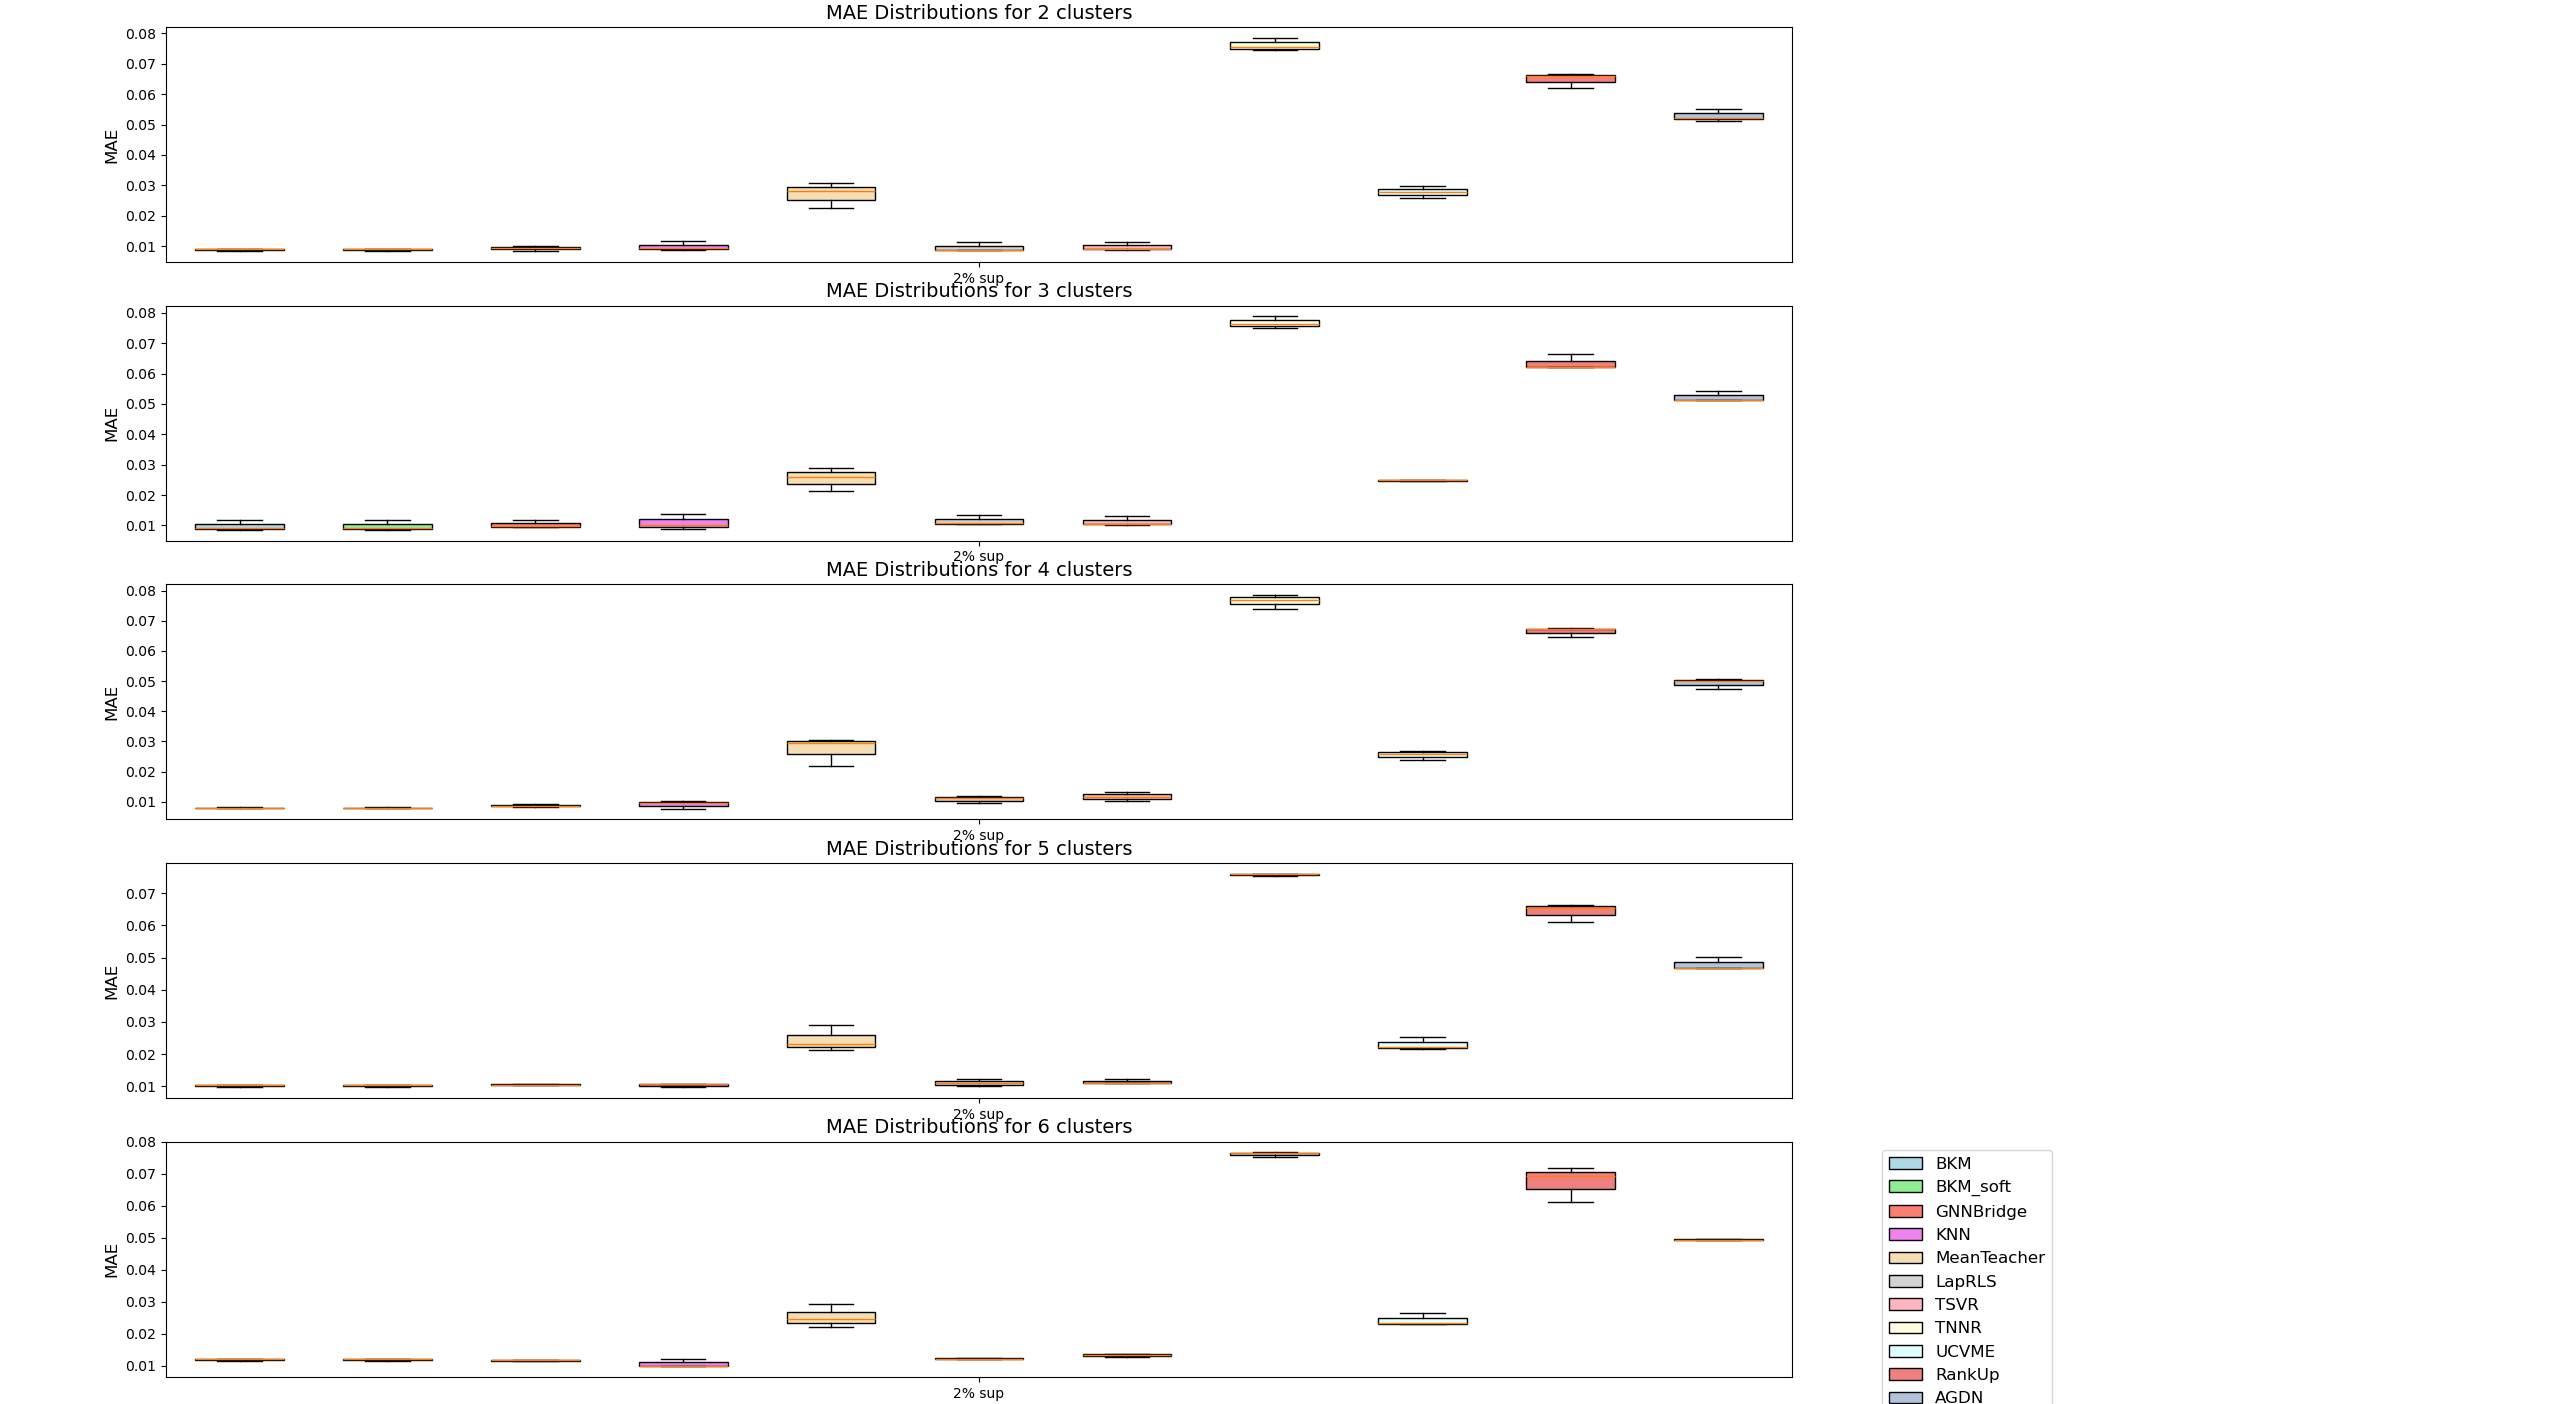 MAE Distributions for 2 clusters
0.08
0.07
0.06
0.05
0.04
0.03
0.02
0.01
MAE
2% sup
MAE Distributions for 3 clusters
0.08
0.07
0.06
0.05
0.04
0.03
0.02
0.01
MAE
2% sup
MAE Distributions for 4 clusters
0.08
0.07
0.06
0.05
0.04
0.03
0.02
0.01
MAE
2% sup
MAE Distributions for 5 clusters
0.07
0.06
0.05
0.04
0.03
0.02
0.01
MAE
2% sup
MAE Distributions for 6 clusters
0.08
0.07
0.06
0.05
0.04
0.03
0.02
0.01
MAE
2% sup
BKM
BKM_soft
GNNBridge
KNN
MeanTeacher
LapRLS
TSVR
TNNR
UCVME
RankUp
AGDN